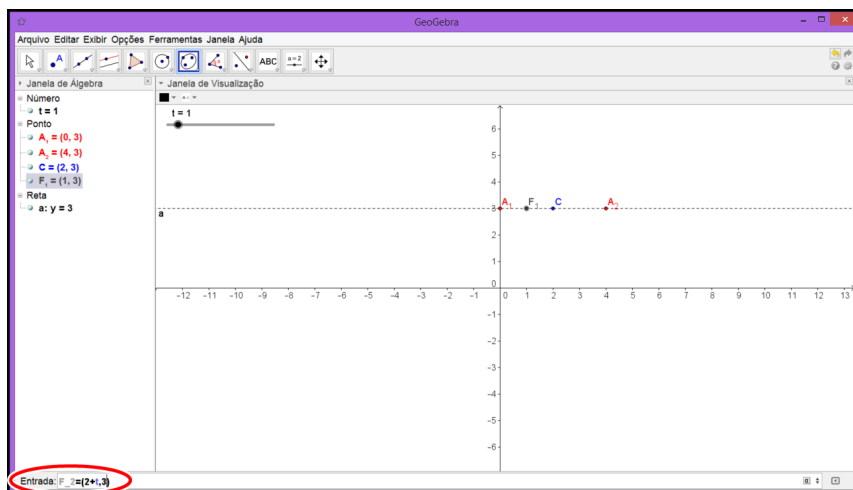 GeoGebra
Arquivo Editar Exibir Opções Ferramentas Janela Ajuda
A
ABC
a=2
Janela de Álgebra
Janela de Visualização
Número
t = 1
Ponto
A₁ = (0, 3)
A₂ = (4, 3)
C = (2, 3)
F₁ = (1, 3)
Reta
a: y = 3
t = 1
6
5
4
3
2
1
0
a
A₁ F₁ C A₂
-12 -11 -10 -9 -8 -7 -6 -5 -4 -3 -2 -1 0 1 2 3 4 5 6 7 8 9 10 11 12 13
-1
-2
-3
-4
-5
-6
Entrada: F_2=(2+t,3)